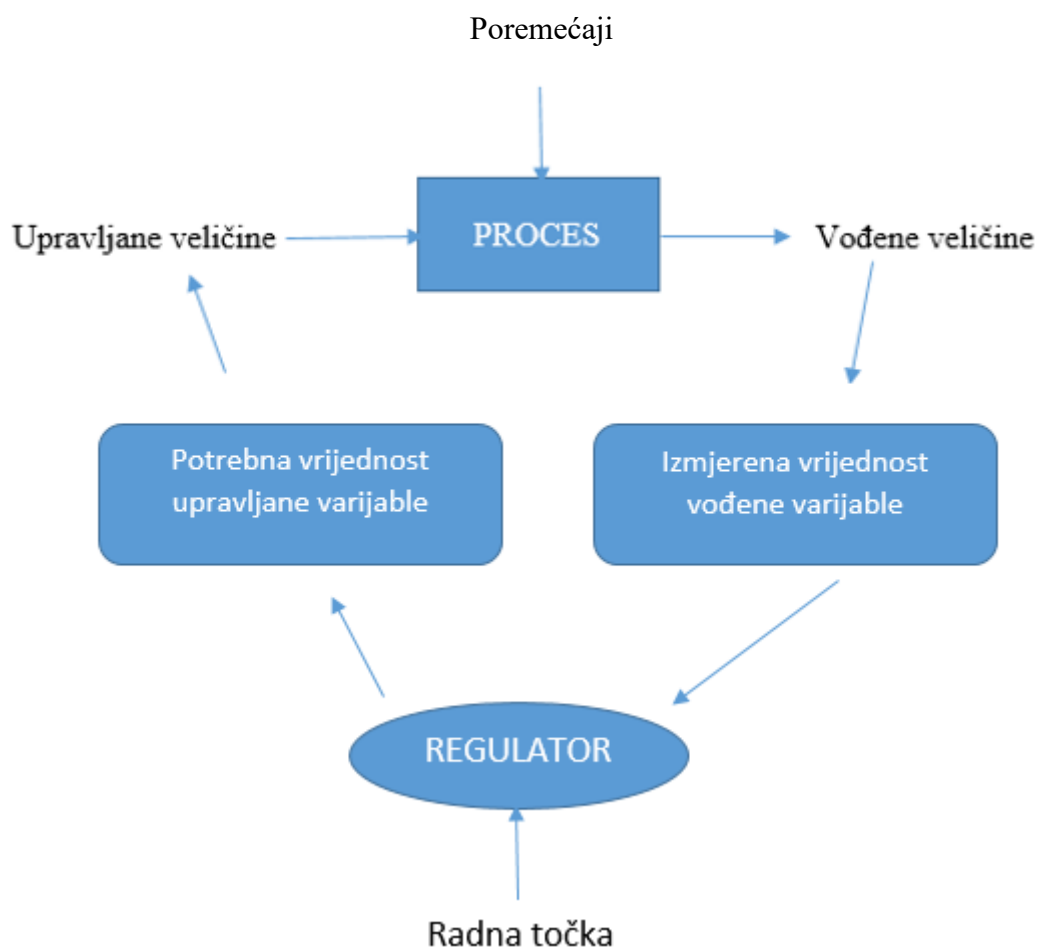 Poremećaji
Upravljane veličine
PROCES
Vođene veličine
Potrebna vrijednost
upravljane varijable
Izmjerena vrijednost
vođene varijable
REGULATOR
Radna točka